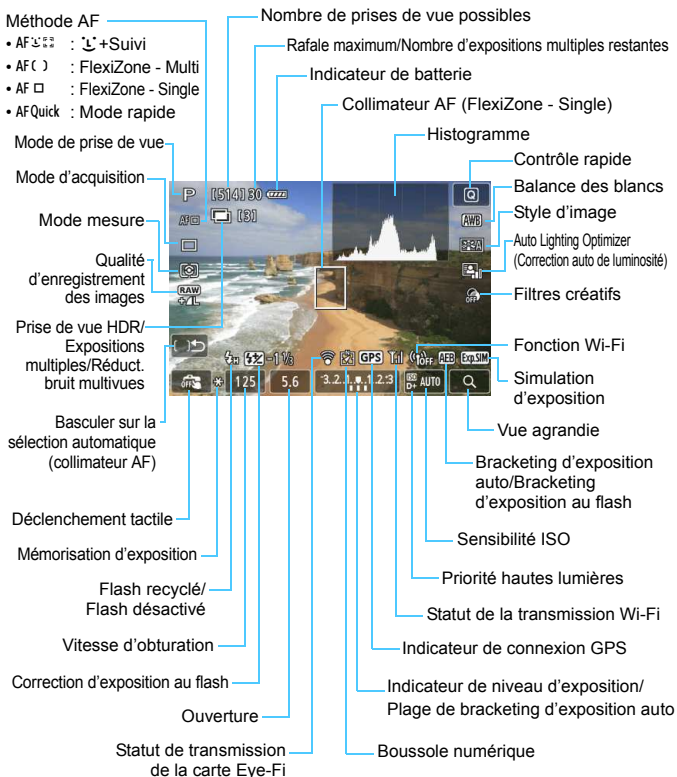 Méthode AF
• AF : +Suivi
• AF( ) : FlexiZone - Multi
• AF □ : FlexiZone - Single
• AFQuick : Mode rapide
Nombre de prises de vue possibles
Rafale maximum/Nombre d'expositions multiples restantes
Indicateur de batterie
Collimateur AF (FlexiZone - Single)
Histogramme
Mode de prise de vue
Mode d'acquisition
Mode mesure
Qualité
d'enregistrement
des images
Prise de vue HDR/
Expositions
multiples/Réduct.
bruit multivues
Basculer sur la
sélection automatique
(collimateur AF)
Déclenchement tactile
Mémorisation d'exposition
Flash recyclé/
Flash désactivé
Vitesse d'obturation
Correction d'exposition au flash
Ouverture
Statut de transmission
de la carte Eye-Fi
P [514] 30
AF□ [3]
RAW
+/L
Q
AWB
A
OFF
H -1 1/3 GPS OFF AEB Exp.SIM
OFF * 125 5.6 -3..2..1..▼..1..2.:3 ISO D+ AUTO
Contrôle rapide
Balance des blancs
Style d'image
Auto Lighting Optimizer
(Correction auto de luminosité)
Filtres créatifs
Fonction Wi-Fi
Simulation
d'exposition
Vue agrandie
Bracketing d'exposition
auto/Bracketing
d'exposition au flash
Sensibilité ISO
Priorité hautes lumières
Statut de la transmission Wi-Fi
Indicateur de connexion GPS
Indicateur de niveau d'exposition/
Plage de bracketing d'exposition auto
Boussole numérique